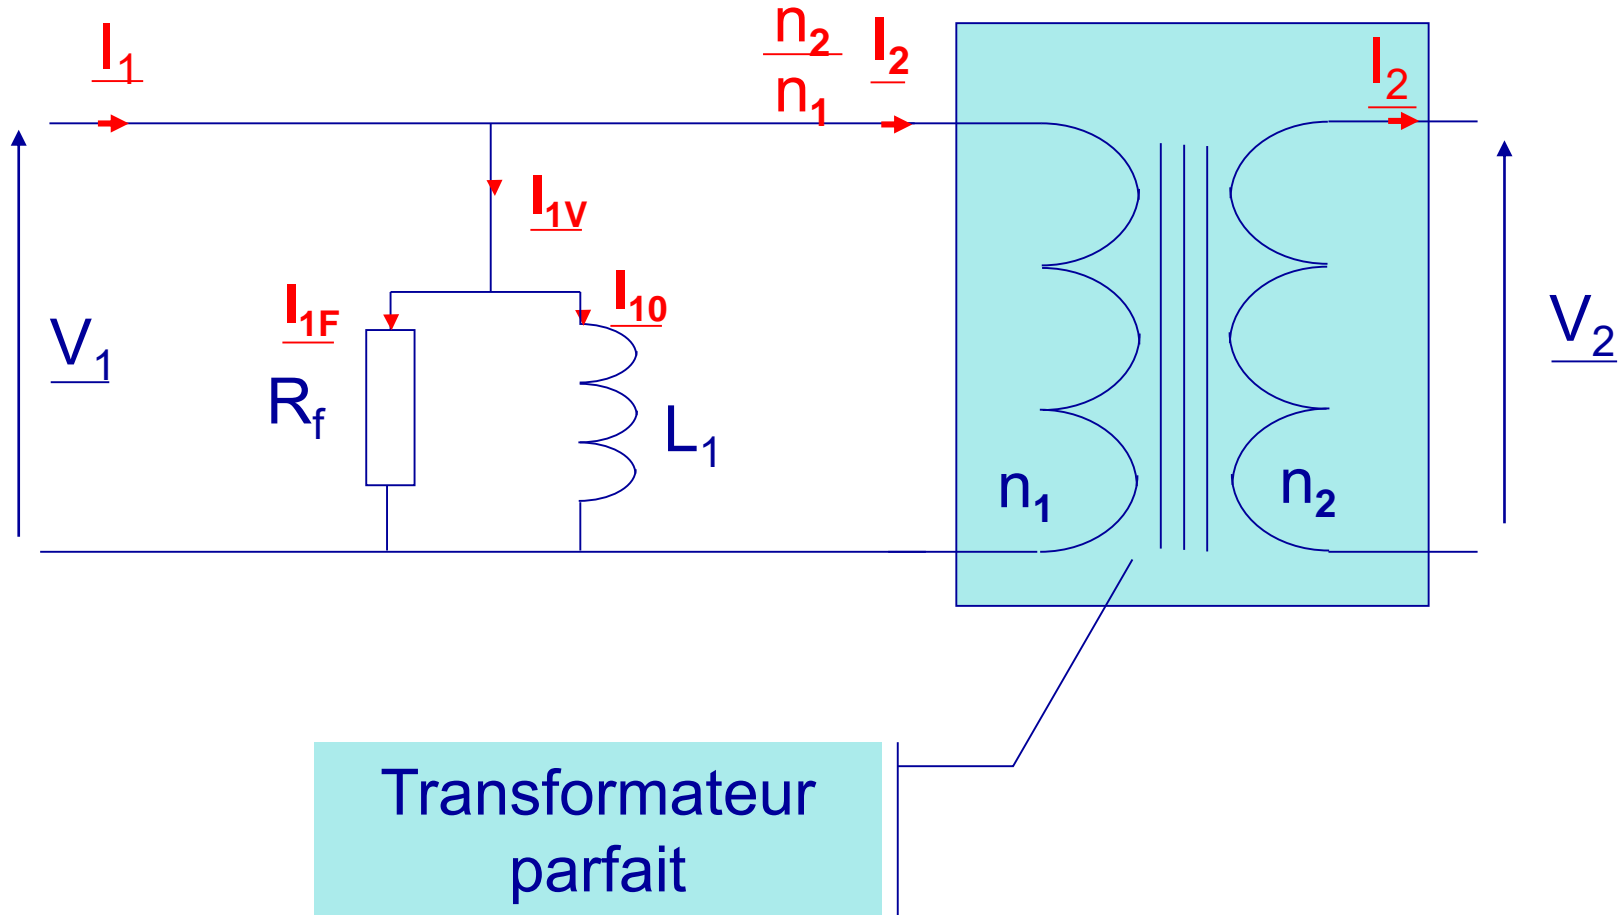 I₁
n₂ I₂
n₁
I₂
I₁V
I₁F
I₁₀
V₁
V₂
Rf
L₁
n₁
n₂
Transformateur
parfait